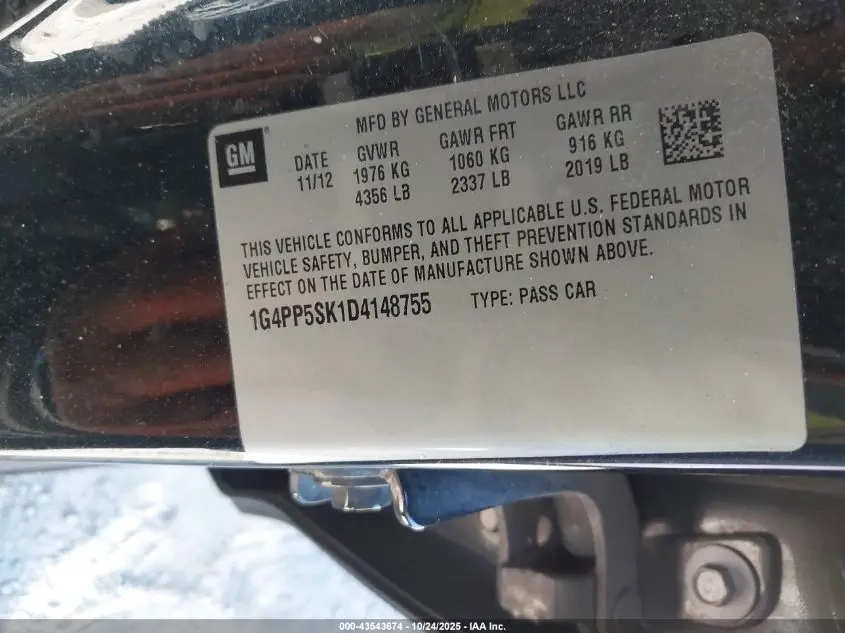 MFD BY GENERAL MOTORS LLC
GM
DATE GVWR GAWR FRT GAWR RR
11/12 1976 KG 1060 KG 916 KG
4356 LB 2337 LB 2019 LB
THIS VEHICLE CONFORMS TO ALL APPLICABLE U.S. FEDERAL MOTOR
VEHICLE SAFETY, BUMPER, AND THEFT PREVENTION STANDARDS IN
EFFECT ON THE DATE OF MANUFACTURE SHOWN ABOVE.
1G4PP5SK1D4148755 TYPE: PASS CAR
000-43543674 - 10/24/2025 - IAA Inc.